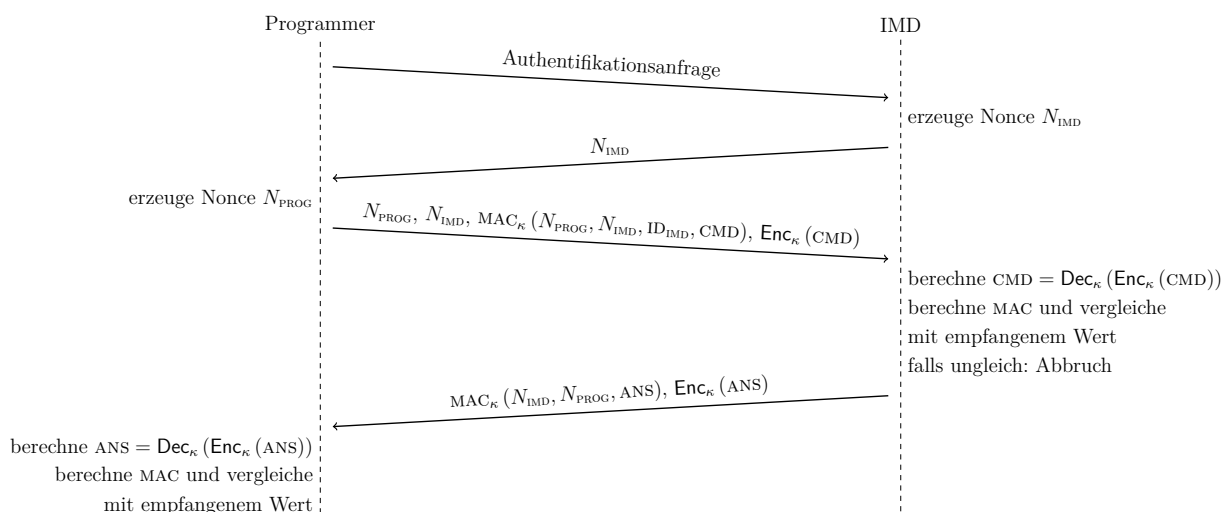 Programmer
IMD
Authentifikationsanfrage
erzeuge Nonce N_IMD
N_IMD
erzeuge Nonce N_PROG
N_PROG, N_IMD, MAC_κ (N_PROG, N_IMD, ID_IMD, CMD), Enc_κ (CMD)
berechne CMD = Dec_κ (Enc_κ (CMD))
berechne MAC und vergleiche
mit empfangenem Wert
falls ungleich: Abbruch
MAC_κ (N_IMD, N_PROG, ANS), Enc_κ (ANS)
berechne ANS = Dec_κ (Enc_κ (ANS))
berechne MAC und vergleiche
mit empfangenem Wert